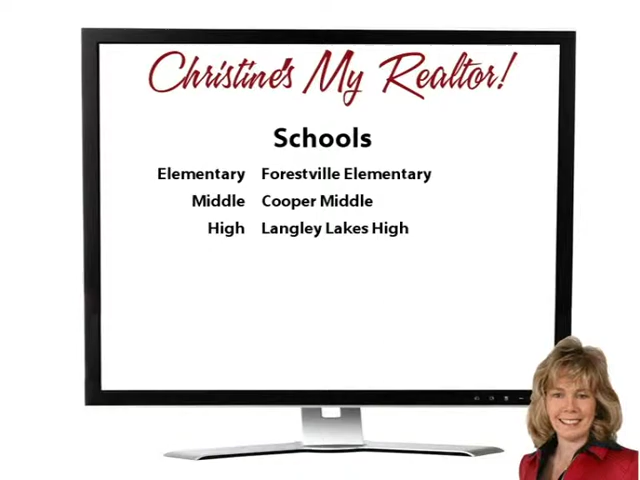 Christine's My Realtor!
Schools
Elementary Forestville Elementary
Middle Cooper Middle
High Langley Lakes High